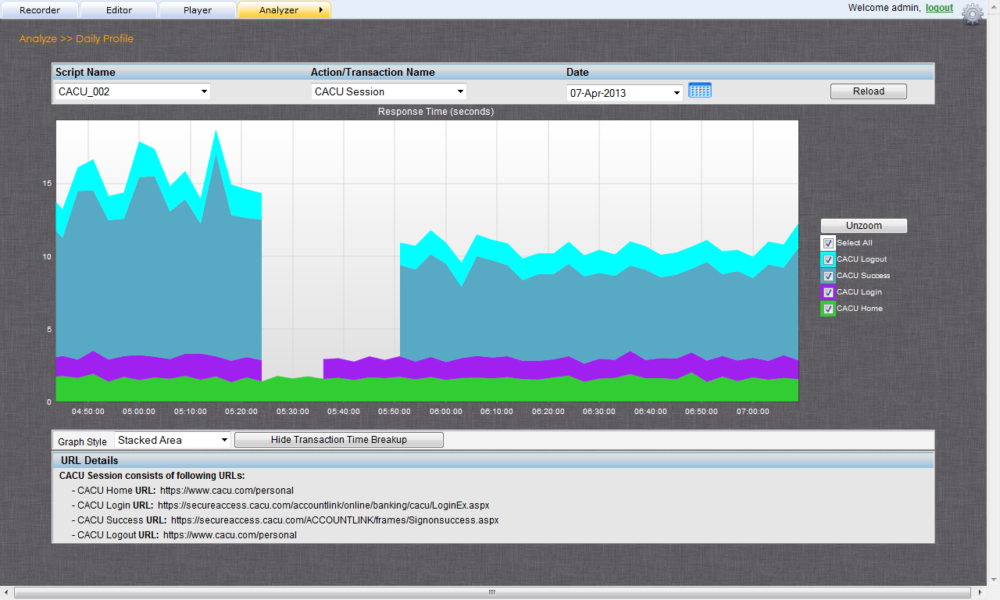 Recorder Editor Player Analyzer Welcome admin, logout
Analyze >> Daily Profile
Script Name Action/Transaction Name Date
CACU_002 CACU Session 07-Apr-2013 Reload
Response Time (seconds)
15
10
5
0
04:50:00 05:00:00 05:10:00 05:20:00 05:30:00 05:40:00 05:50:00 06:00:00 06:10:00 06:20:00 06:30:00 06:40:00 06:50:00 07:00:00
Unzoom
Select All
CACU Logout
CACU Success
CACU Login
CACU Home
Graph Style Stacked Area Hide Transaction Time Breakup
URL Details
CACU Session consists of following URLs:
- CACU Home URL: https://www.cacu.com/personal
- CACU Login URL: https://secureaccess.cacu.com/accountlink/online/banking/cacu/LoginEx.aspx
- CACU Success URL: https://secureaccess.cacu.com/ACCOUNTLINK/frames/Signonsuccess.aspx
- CACU Logout URL: https://www.cacu.com/personal